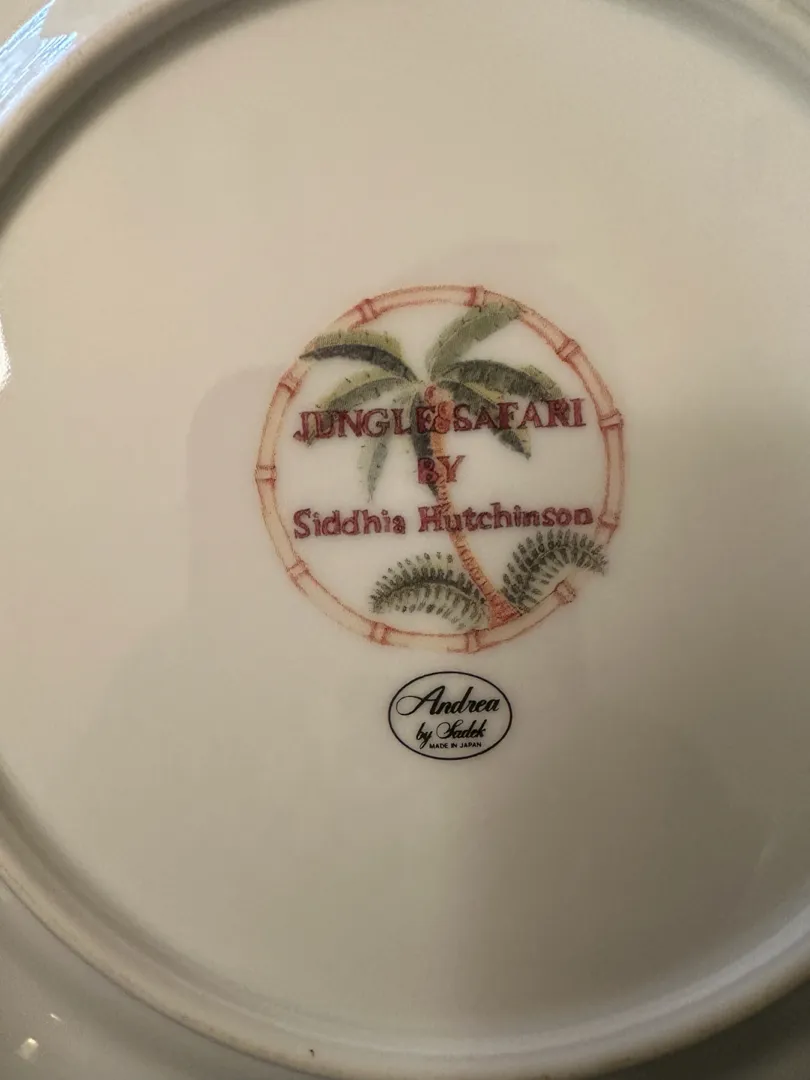 JUNGLE SAFARI
BY
Siddhia Hutchinson
Andrea
by Sadek
MADE IN JAPAN